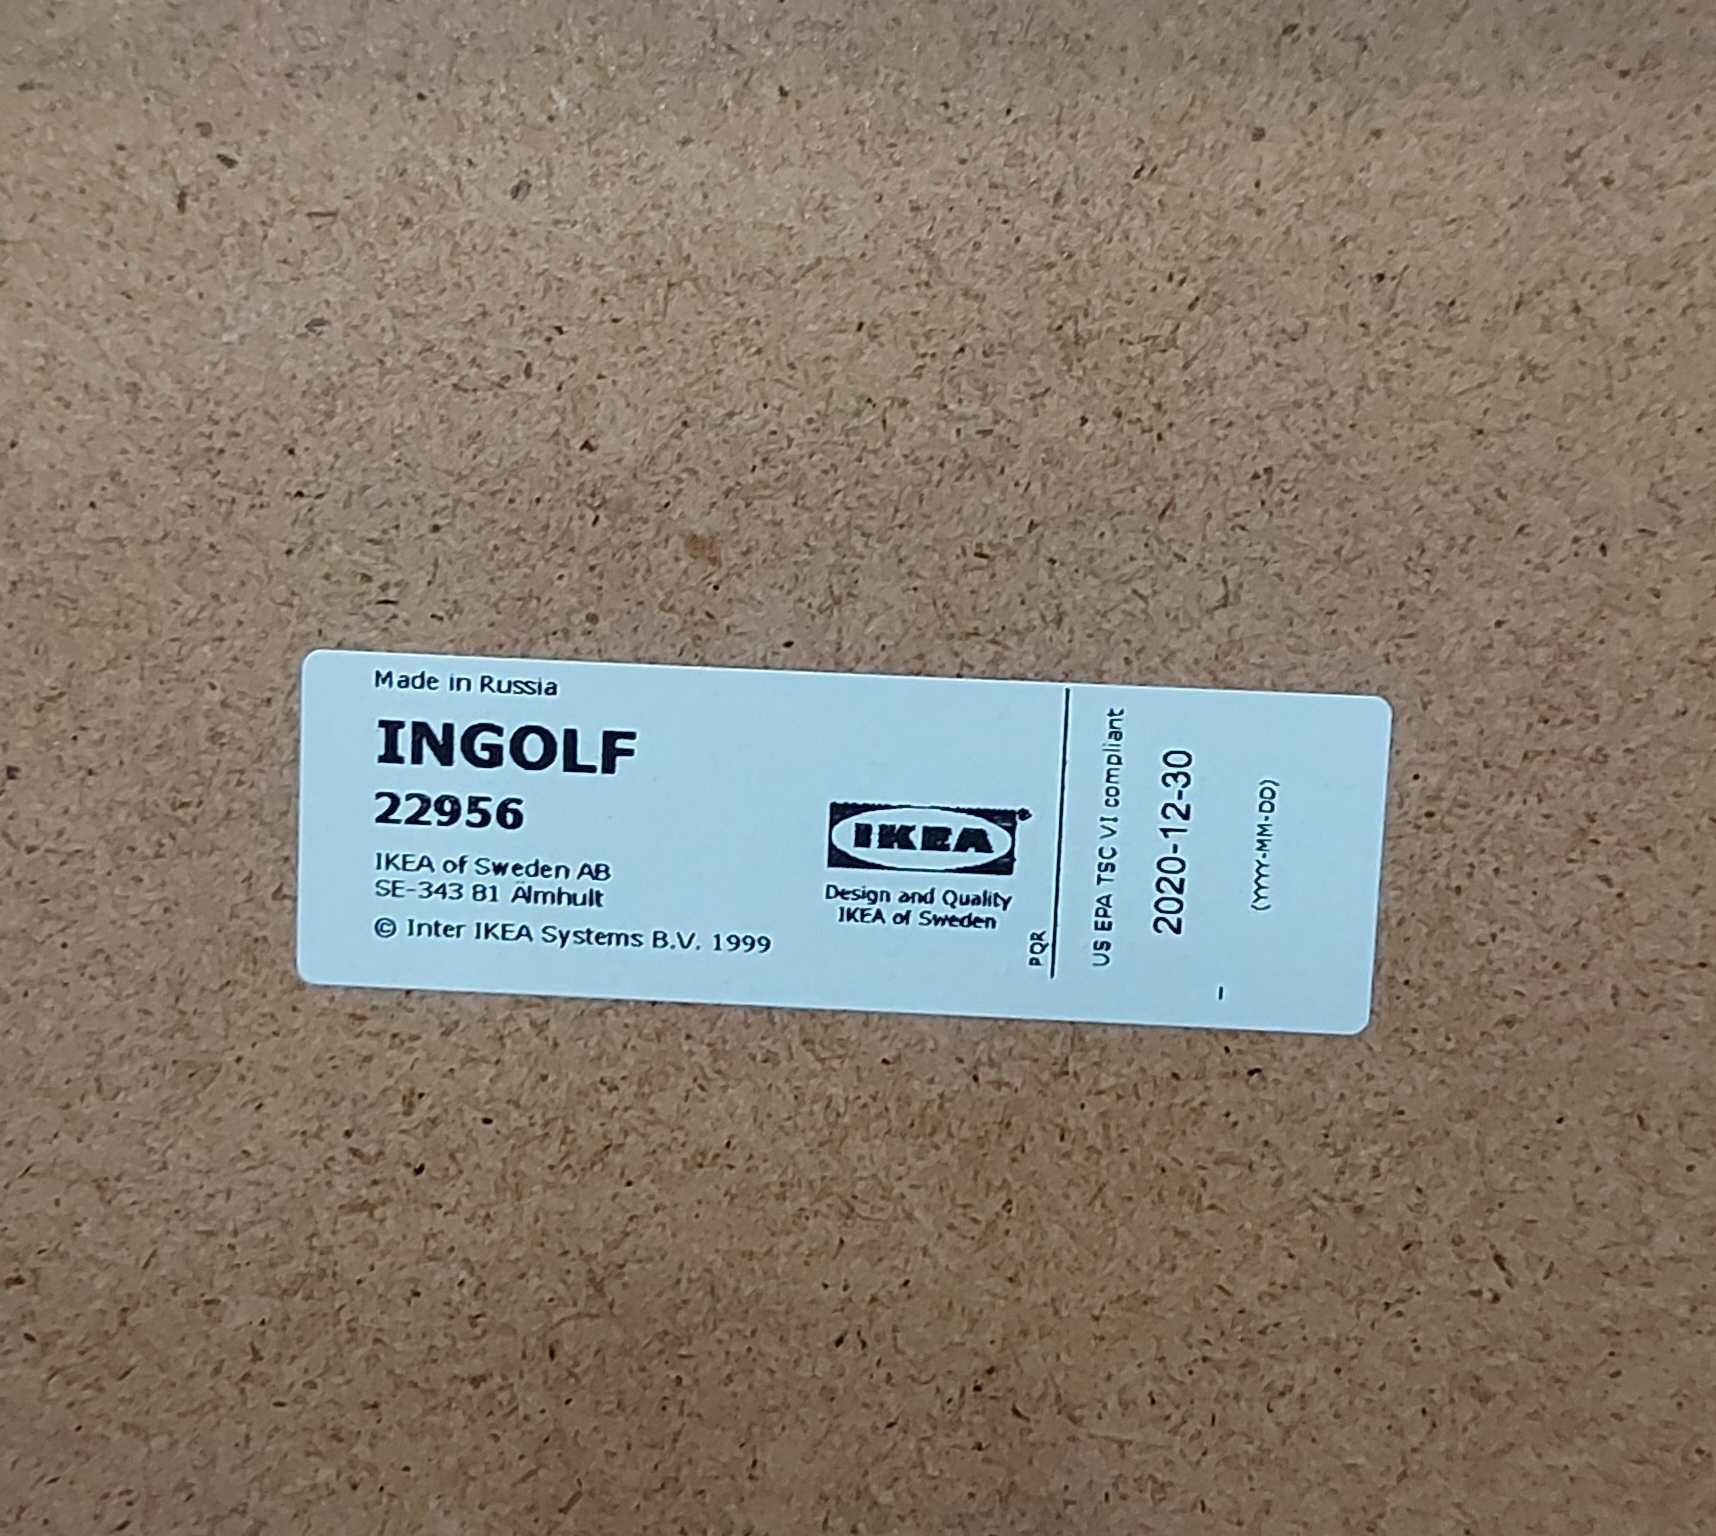 Made in Russia
INGOLF
22956
IKEA of Sweden AB
SE-343 81 Älmhult
© Inter IKEA Systems B.V. 1999
IKEA®
Design and Quality
IKEA of Sweden
PQR
US EPA TSC VI compliant
2020-12-30
(YYYY-MM-DD)